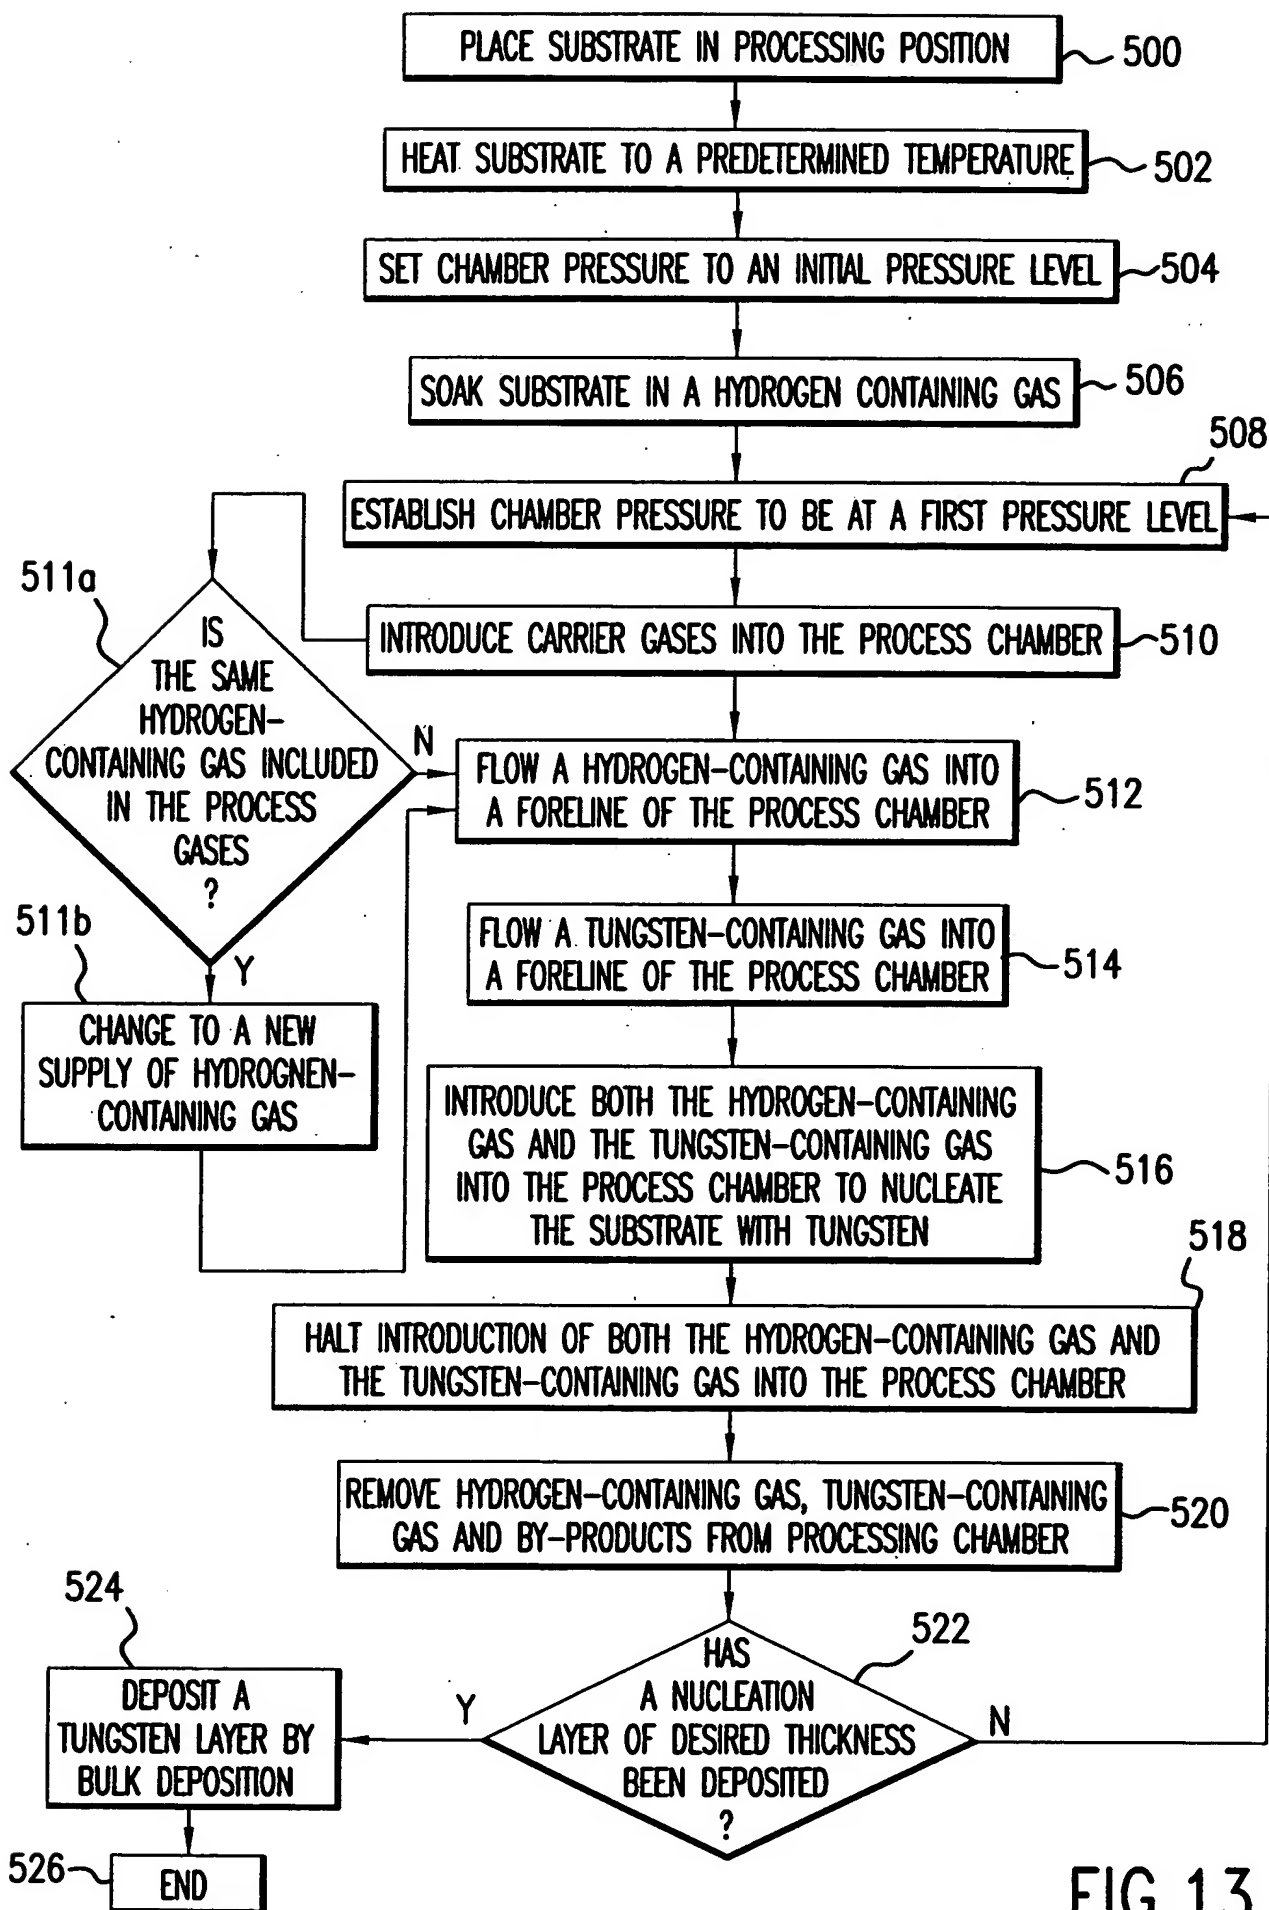 PLACE SUBSTRATE IN PROCESSING POSITION
500
HEAT SUBSTRATE TO A PREDETERMINED TEMPERATURE
502
SET CHAMBER PRESSURE TO AN INITIAL PRESSURE LEVEL
504
SOAK SUBSTRATE IN A HYDROGEN CONTAINING GAS
506
508
ESTABLISH CHAMBER PRESSURE TO BE AT A FIRST PRESSURE LEVEL
INTRODUCE CARRIER GASES INTO THE PROCESS CHAMBER
510
511a
IS
THE SAME
HYDROGEN-
CONTAINING GAS INCLUDED
IN THE PROCESS
GASES
?
N
Y
511b
CHANGE TO A NEW
SUPPLY OF HYDROGNEN-
CONTAINING GAS
FLOW A HYDROGEN-CONTAINING GAS INTO
A FORELINE OF THE PROCESS CHAMBER
512
FLOW A TUNGSTEN-CONTAINING GAS INTO
A FORELINE OF THE PROCESS CHAMBER
514
INTRODUCE BOTH THE HYDROGEN-CONTAINING
GAS AND THE TUNGSTEN-CONTAINING GAS
INTO THE PROCESS CHAMBER TO NUCLEATE
THE SUBSTRATE WITH TUNGSTEN
516
518
HALT INTRODUCTION OF BOTH THE HYDROGEN-CONTAINING GAS AND
THE TUNGSTEN-CONTAINING GAS INTO THE PROCESS CHAMBER
REMOVE HYDROGEN-CONTAINING GAS, TUNGSTEN-CONTAINING
GAS AND BY-PRODUCTS FROM PROCESSING CHAMBER
520
522
HAS
A NUCLEATION
LAYER OF DESIRED THICKNESS
BEEN DEPOSITED
?
Y
N
524
DEPOSIT A
TUNGSTEN LAYER BY
BULK DEPOSITION
526
END
FIG.13